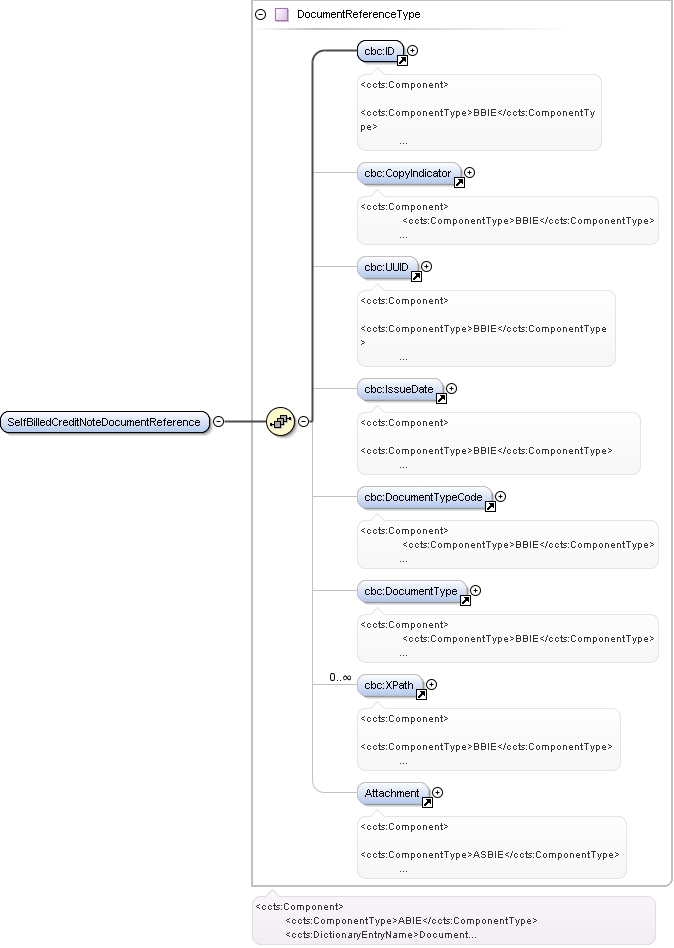 DocumentReferenceType
cbc:ID
<ccts:Component>
<ccts:ComponentType>BBIE</ccts:ComponentTy
pe>
...
cbc:CopyIndicator
<ccts:Component>
<ccts:ComponentType>BBIE</ccts:ComponentType>
...
cbc:UUID
<ccts:Component>
<ccts:ComponentType>BBIE</ccts:ComponentType
>
...
cbc:IssueDate
<ccts:Component>
<ccts:ComponentType>BBIE</ccts:ComponentType>
...
SelfBilledCreditNoteDocumentReference
cbc:DocumentTypeCode
<ccts:Component>
<ccts:ComponentType>BBIE</ccts:ComponentType>
...
cbc:DocumentType
<ccts:Component>
<ccts:ComponentType>BBIE</ccts:ComponentType>
...
0..∞
cbc:XPath
<ccts:Component>
<ccts:ComponentType>BBIE</ccts:ComponentType>
...
Attachment
<ccts:Component>
<ccts:ComponentType>ASBIE</ccts:ComponentType>
...
<ccts:Component>
<ccts:ComponentType>ABIE</ccts:ComponentType>
<ccts:DictionaryEntryName>Document...